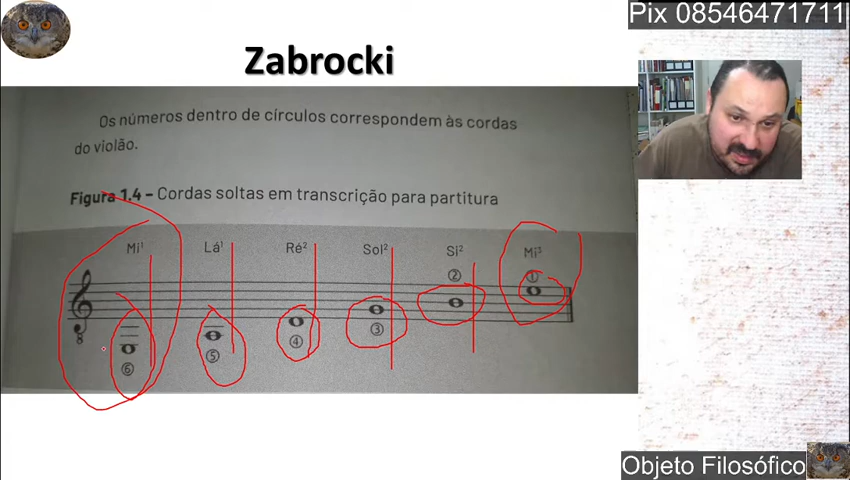 Pix 08546471711
Zabrocki
Os números dentro de círculos correspondem às cordas
do violão.
Figura 1.4 – Cordas soltas em transcrição para partitura
Mi¹ Lá¹ Ré² Sol² Si² Mi³
② ①
8
⑥ ⑤ ④ ③
Objeto Filosófico